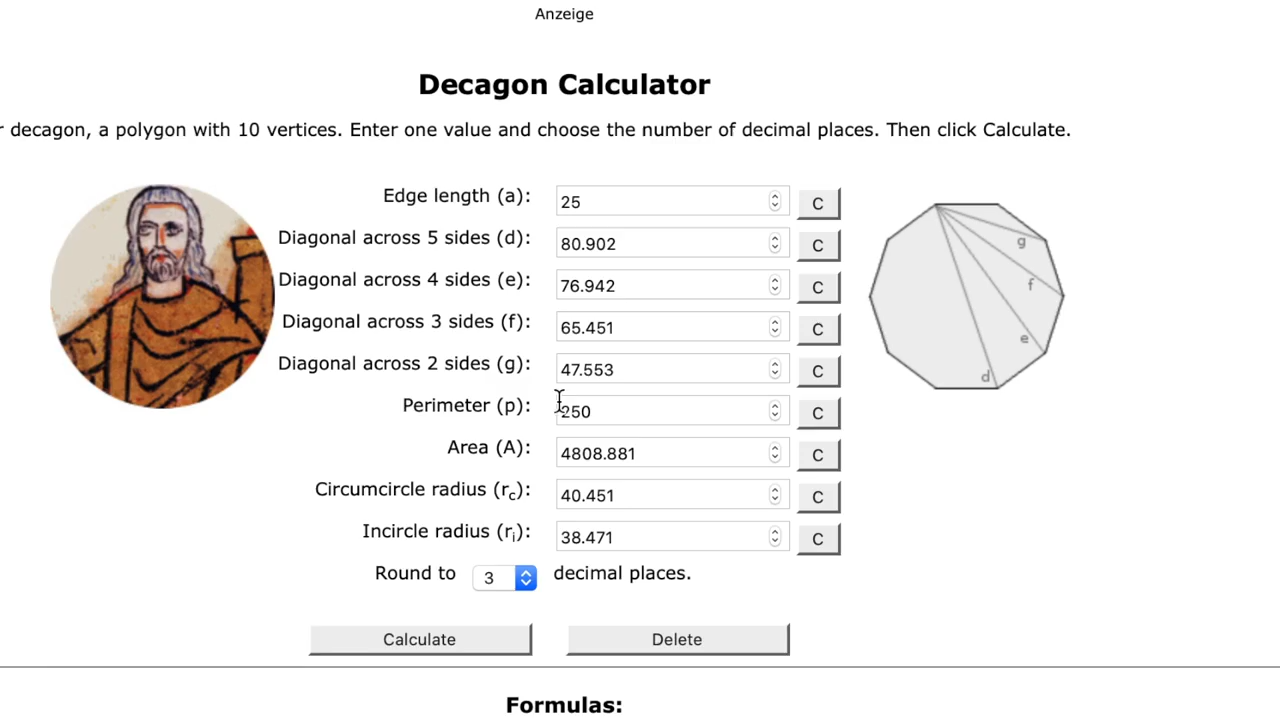 Anzeige
Decagon Calculator
r decagon, a polygon with 10 vertices. Enter one value and choose the number of decimal places. Then click Calculate.
Edge length (a): 25 C
Diagonal across 5 sides (d): 80.902 C
Diagonal across 4 sides (e): 76.942 C
Diagonal across 3 sides (f): 65.451 C
Diagonal across 2 sides (g): 47.553 C
Perimeter (p): 250 C
Area (A): 4808.881 C
Circumcircle radius (rc): 40.451 C
Incircle radius (ri): 38.471 C
Round to 3 decimal places.
Calculate Delete
g
f
e
d
Formulas: